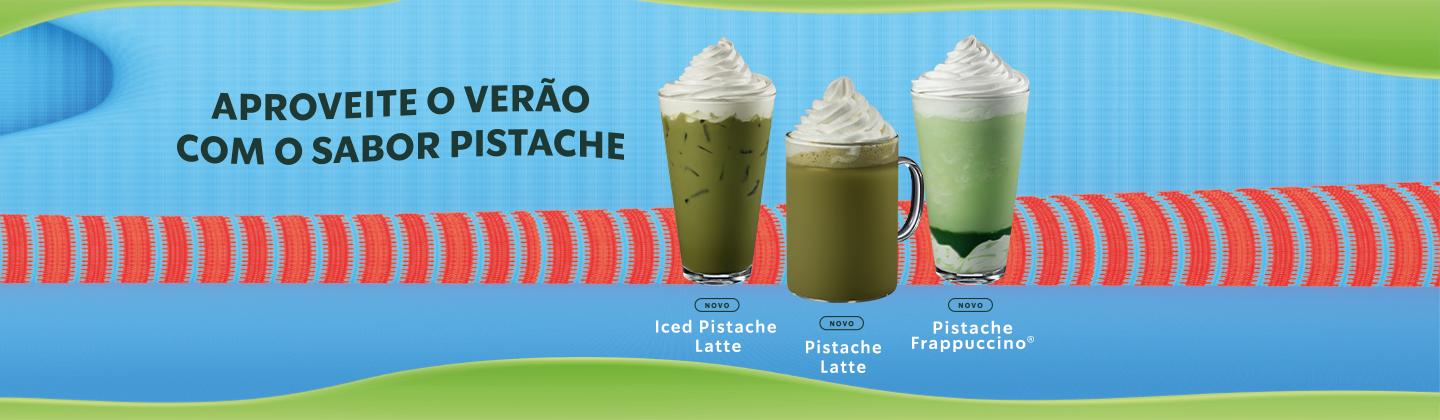 APROVEITE O VERÃO
COM O SABOR PISTACHE
NOVO
Iced Pistache
Latte
NOVO
Pistache
Latte
NOVO
Pistache
Frappuccino®